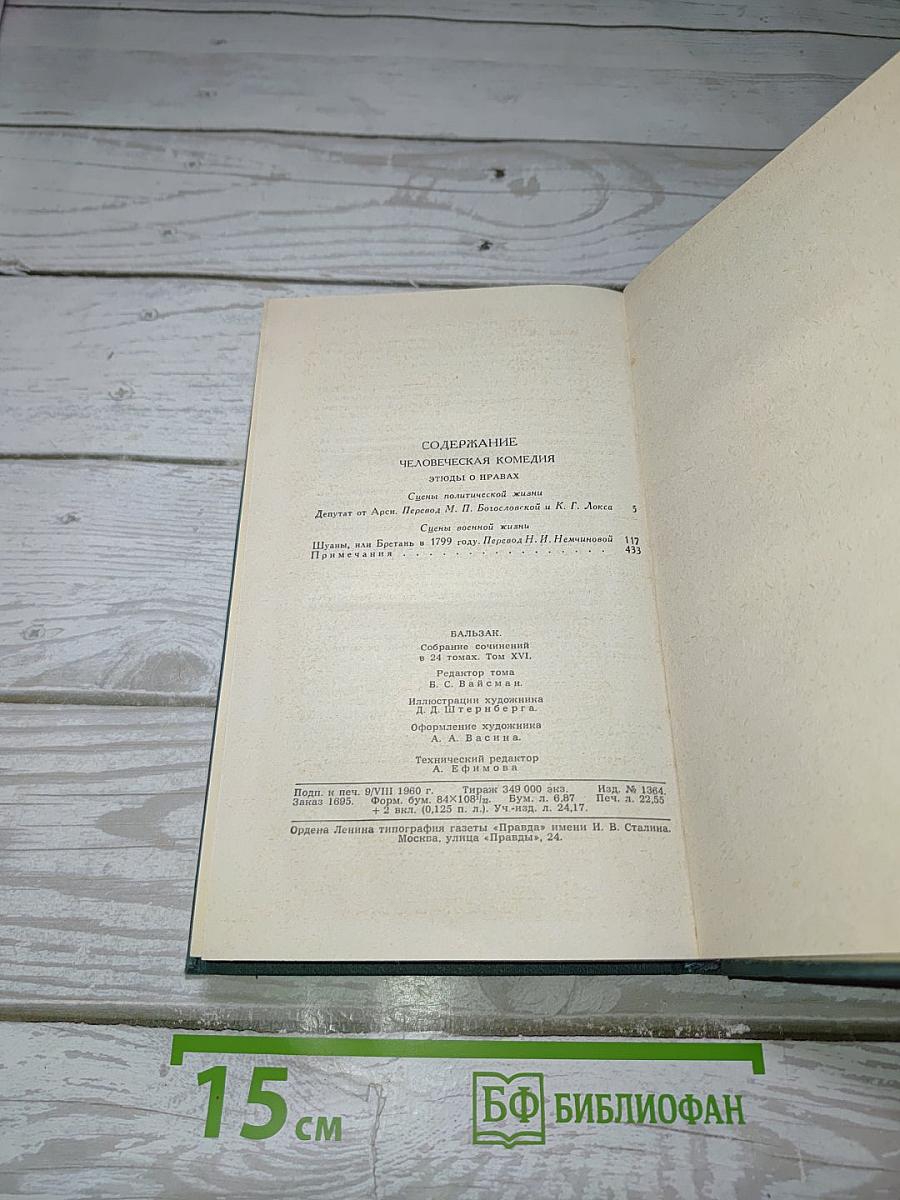 СОДЕРЖАНИЕ
ЧЕЛОВЕЧЕСКАЯ КОМЕДИЯ
ЭТЮДЫ О НРАВАХ
Сцены политической жизни
Депутат от Арси. Перевод М. П. Богословской и К. Г. Локса 5
Сцены военной жизни
Шуаны, или Бретань в 1799 году. Перевод Н. И. Немчиновой 117
Примечания . . . . . . . . . . . . . . . . 433
БАЛЬЗАК.
Собрание сочинений
в 24 томах. Том XVI.
Редактор тома
Б. С. Вайсман.
Иллюстрации художника
Д. Д. Штернберга.
Оформление художника
А. А. Васина.
Технический редактор
А. Ефимова
Подп. к печ. 9/VIII 1960 г. Тираж 349 000 экз. Изд. № 1364.
Заказ 1695. Форм. бум. 84×108¹/₃₂. Бум. л. 6,87 Печ. л. 22,55
+ 2 вкл. (0,125 п. л.). Уч.-изд. л. 24,17.
Ордена Ленина типография газеты «Правда» имени И. В. Сталина.
Москва, улица «Правды», 24.
15 см
БФ БИБЛИОФАН